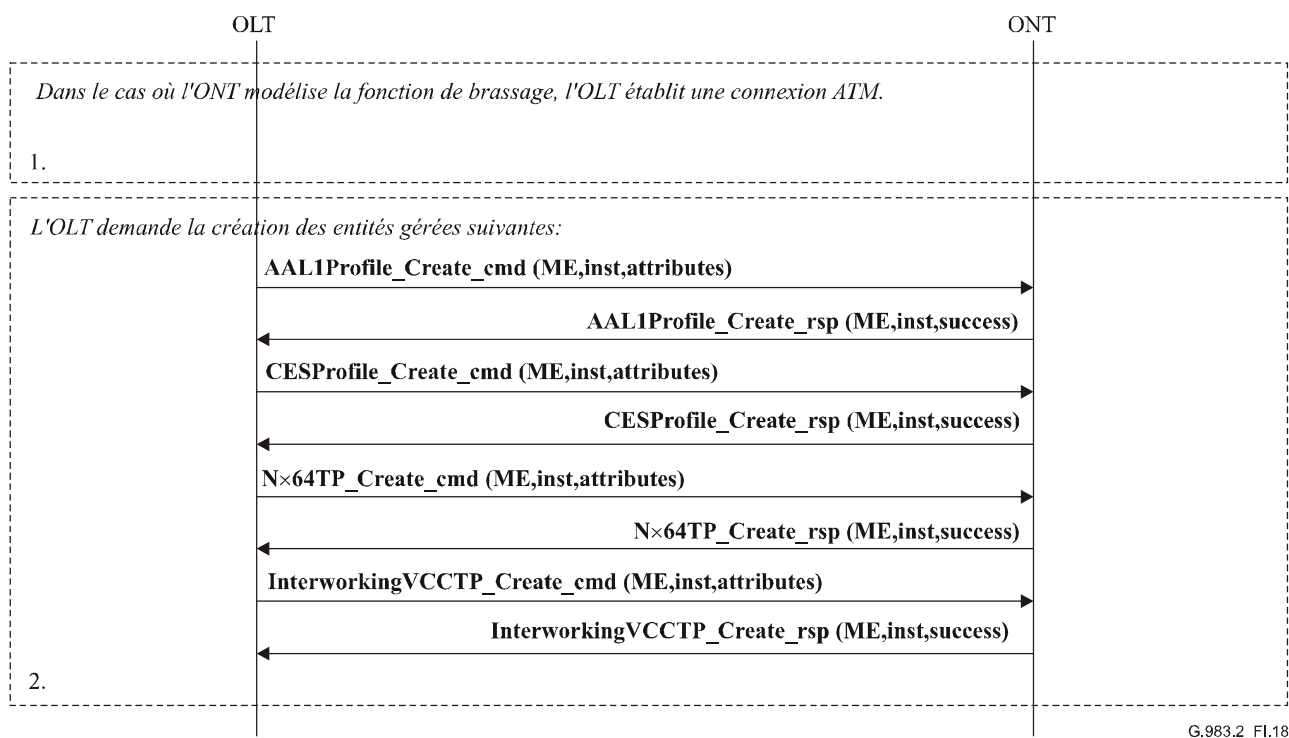 OLT
ONT
Dans le cas où l'ONT modélise la fonction de brassage, l'OLT établit une connexion ATM.
1.
L'OLT demande la création des entités gérées suivantes:
AAL1Profile_Create_cmd (ME,inst,attributes)
AAL1Profile_Create_rsp (ME,inst,success)
CESProfile_Create_cmd (ME,inst,attributes)
CESProfile_Create_rsp (ME,inst,success)
N×64TP_Create_cmd (ME,inst,attributes)
N×64TP_Create_rsp (ME,inst,success)
InterworkingVCCTP_Create_cmd (ME,inst,attributes)
InterworkingVCCTP_Create_rsp (ME,inst,success)
2.
G.983.2_FI.18